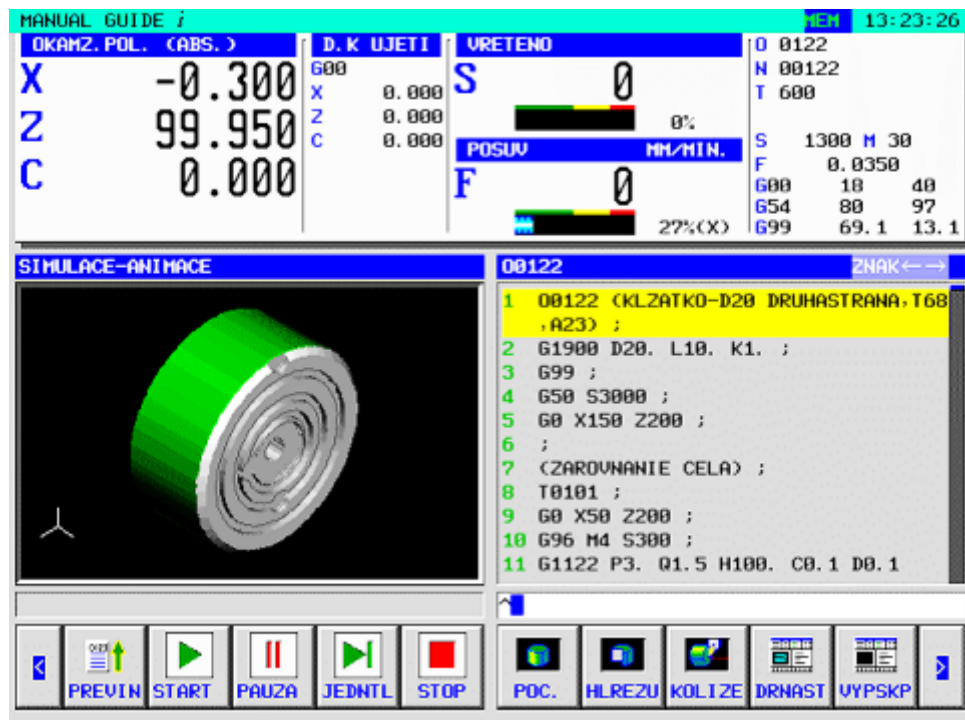 MANUAL GUIDE i MEM 13:23:26
OKAMZ.POL. (ABS.)
X -0.300
Z 99.950
C 0.000
D.K UJETI
G00
X 0.000
Z 0.000
C 0.000
VRETENO
S 0
0%
POSUV MM/MIN.
F 0
27%(X)
O 0122
N 00122
T 600
S 1300 M 30
F 0.0350
G00 18 40
G54 80 97
G99 69.1 13.1
SIMULACE-ANIMACE
O0122 ZNAK←→
1 O0122 (KLZATKO-D20 DRUHASTRANA,T68
,A23) ;
2 G1900 D20. L10. K1. ;
3 G99 ;
4 G50 S3000 ;
5 G0 X150 Z200 ;
6 ;
7 (ZAROVNANIE CELA) ;
8 T0101 ;
9 G0 X50 Z200 ;
10 G96 M4 S300 ;
11 G1122 P3. Q1.5 H100. C0.1 D0.1
^
< PREVIN START PAUZA JEDNTL STOP POC. HLREZU KOLIZE DRNAST VYPSKP >